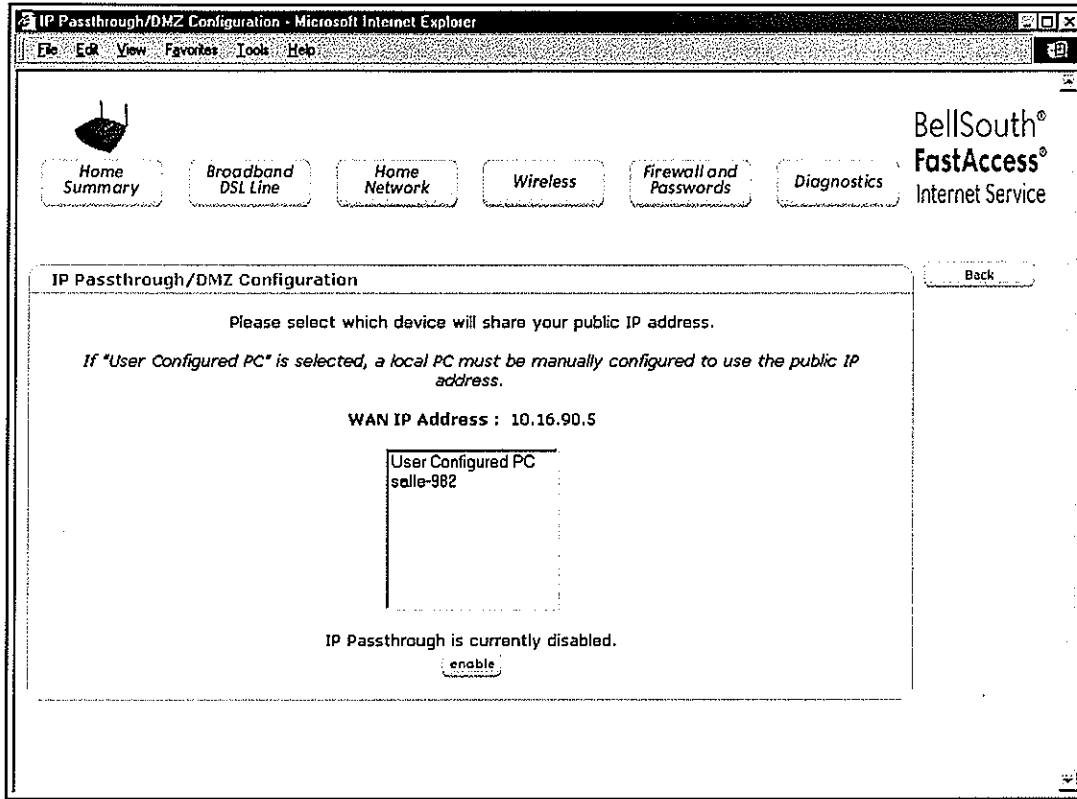 IP Passthrough/DMZ Configuration - Microsoft Internet Explorer
File Edit View Favorites Tools Help
BellSouth®
FastAccess®
Internet Service
Home Summary
Broadband DSL Line
Home Network
Wireless
Firewall and Passwords
Diagnostics
IP Passthrough/DMZ Configuration
Back
Please select which device will share your public IP address.
If "User Configured PC" is selected, a local PC must be manually configured to use the public IP
address.
WAN IP Address : 10.16.90.5
User Configured PC
salle-982
IP Passthrough is currently disabled.
enable